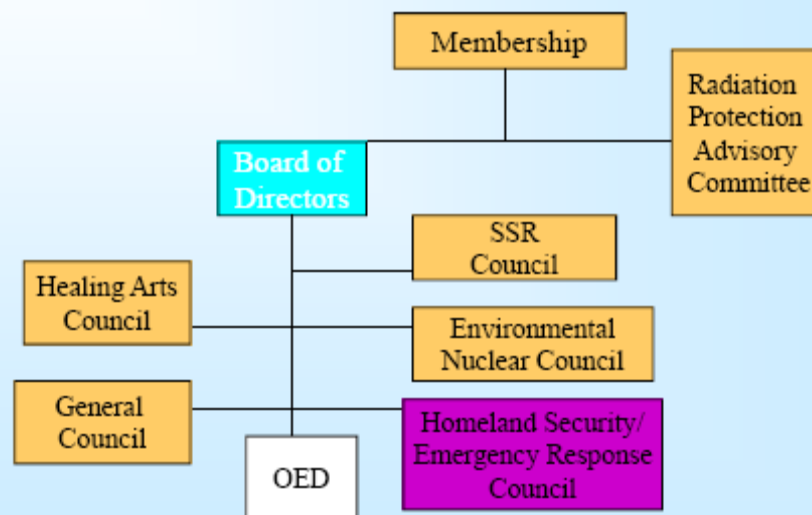 Membership
Radiation
Protection
Advisory
Committee
Board of
Directors
SSR
Council
Healing Arts
Council
Environmental
Nuclear Council
General
Council
Homeland Security/
Emergency Response
Council
OED